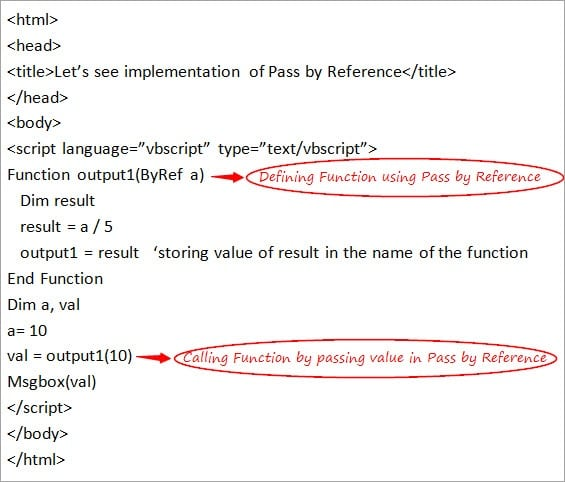 <html>
<head>
<title>Let’s see implementation of Pass by Reference</title>
</head>
<body>
<script language=”vbscript” type=”text/vbscript”>
Function output1(ByRef a) Defining Function using Pass by Reference
Dim result
result = a / 5
output1 = result ‘storing value of result in the name of the function
End Function
Dim a, val
a= 10
val = output1(10) Calling Function by passing value in Pass by Reference
Msgbox(val)
</script>
</body>
</html>